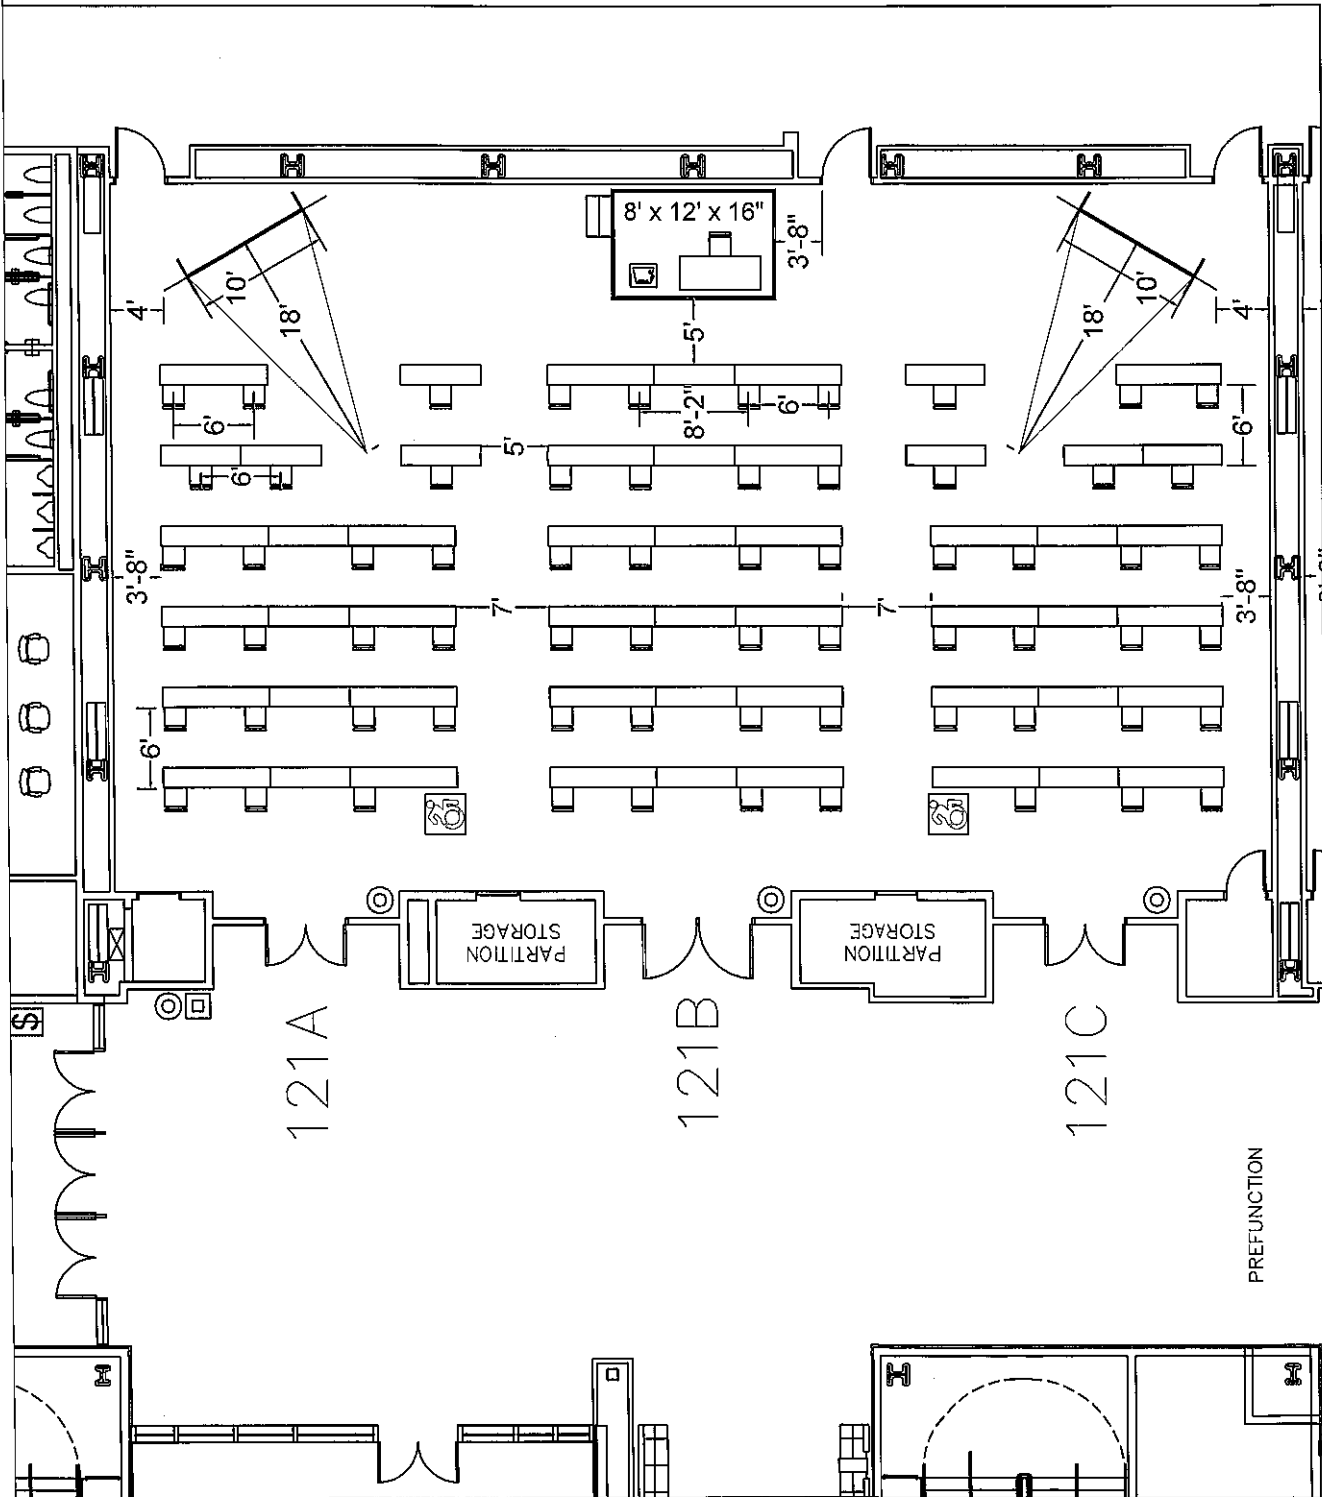 8' x 12' x 16"
3'-8"
10'
10'
4'
18'
5'
18'
4'
6'
8'-2"
6'
6'
5'
6'
3'-8"
7'
7'
3'-8"
6'
PARTITION
STORAGE
PARTITION
STORAGE
S
121A
121B
121C
PREFUNCTION